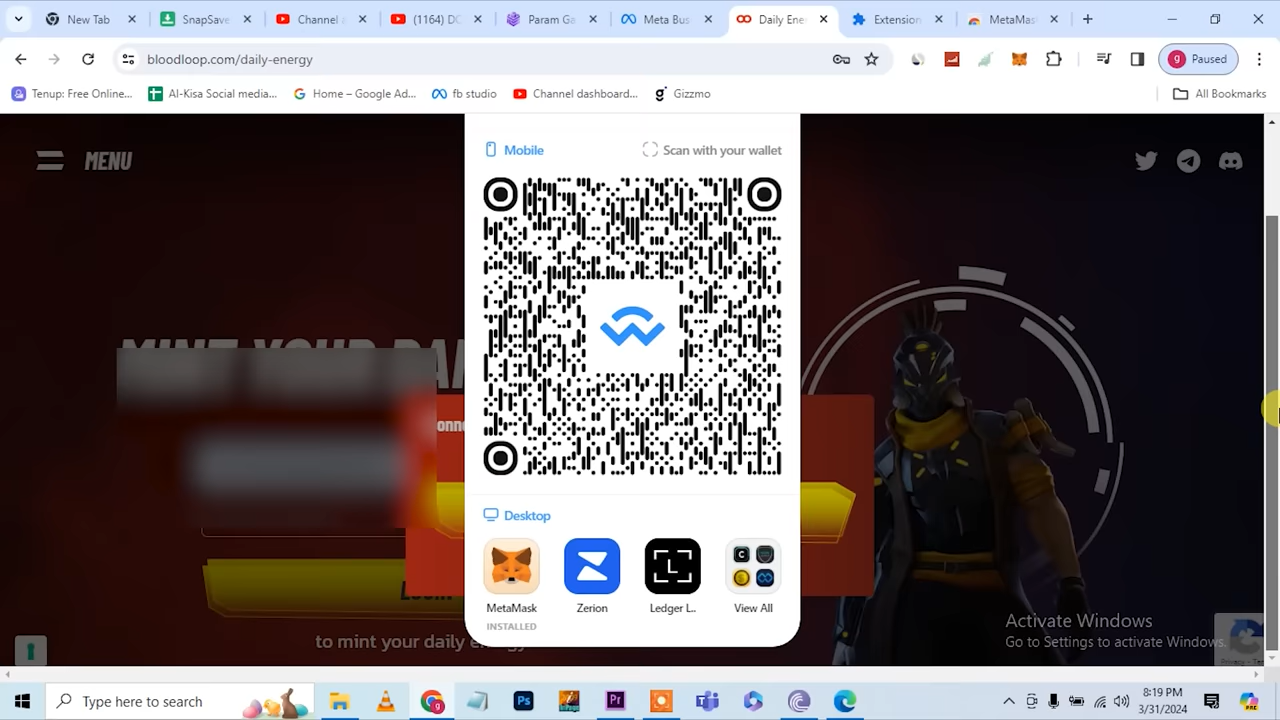 New Tab
SnapSave
Channel a
(1164) DC
Param Ga
Meta Bus
Daily Ene
Extension
MetaMas
bloodloop.com/daily-energy
g
Paused
Tenup: Free Online...
Al-Kisa Social media...
Home – Google Ad...
fb studio
Channel dashboard...
Gizzmo
All Bookmarks
MENU
Mobile
Scan with your wallet
Desktop
MetaMask
INSTALLED
Zerion
Ledger L..
View All
to mint your daily energy
Activate Windows
Go to Settings to activate Windows.
Type here to search
8:19 PM
3/31/2024